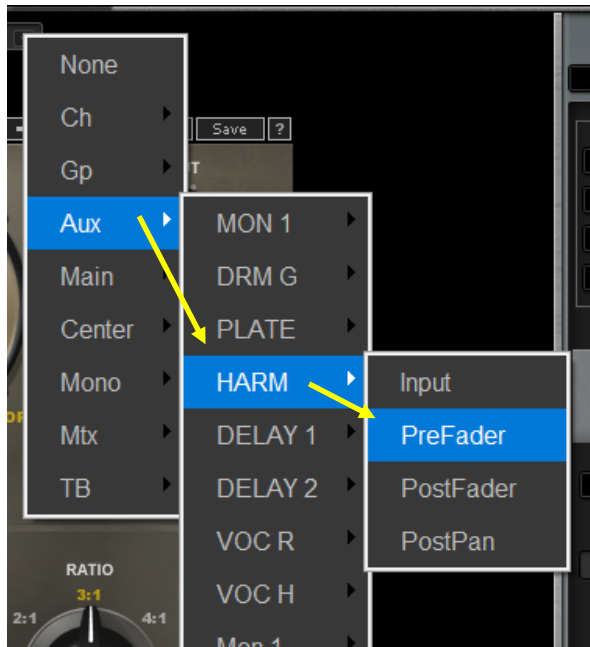 None
Ch
Gp
Aux
Main
Center
Mono
Mtx
TB
Save ?
MON 1
DRM G
PLATE
HARM
DELAY 1
DELAY 2
VOC R
VOC H
Mon 1
Input
PreFader
PostFader
PostPan
RATIO
3:1
2:1
4:1